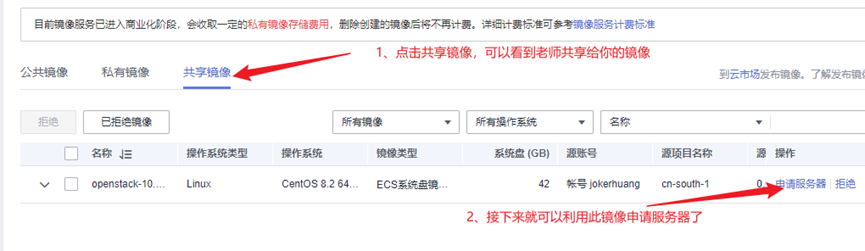 目前镜像服务已进入商业化阶段，会收取一定的私有镜像存储费用，删除创建的镜像后将不再计费。详细计费标准可参考镜像服务计费标准
1、点击共享镜像，可以看到老师共享给你的镜像
公共镜像 私有镜像 共享镜像
到云市场发布镜像。了解发布镜
拒绝 已拒绝镜像 所有镜像 所有操作系统 名称
名称 操作系统类型 操作系统 镜像类型 系统盘 (GB) 源账号 源项目名称 源 操作
openstack-10.... Linux CentOS 8.2 64... ECS系统盘镜... 42 帐号 jokerhuang cn-south-1 0 申请服务器 拒绝
2、接下来就可以利用此镜像申请服务器了